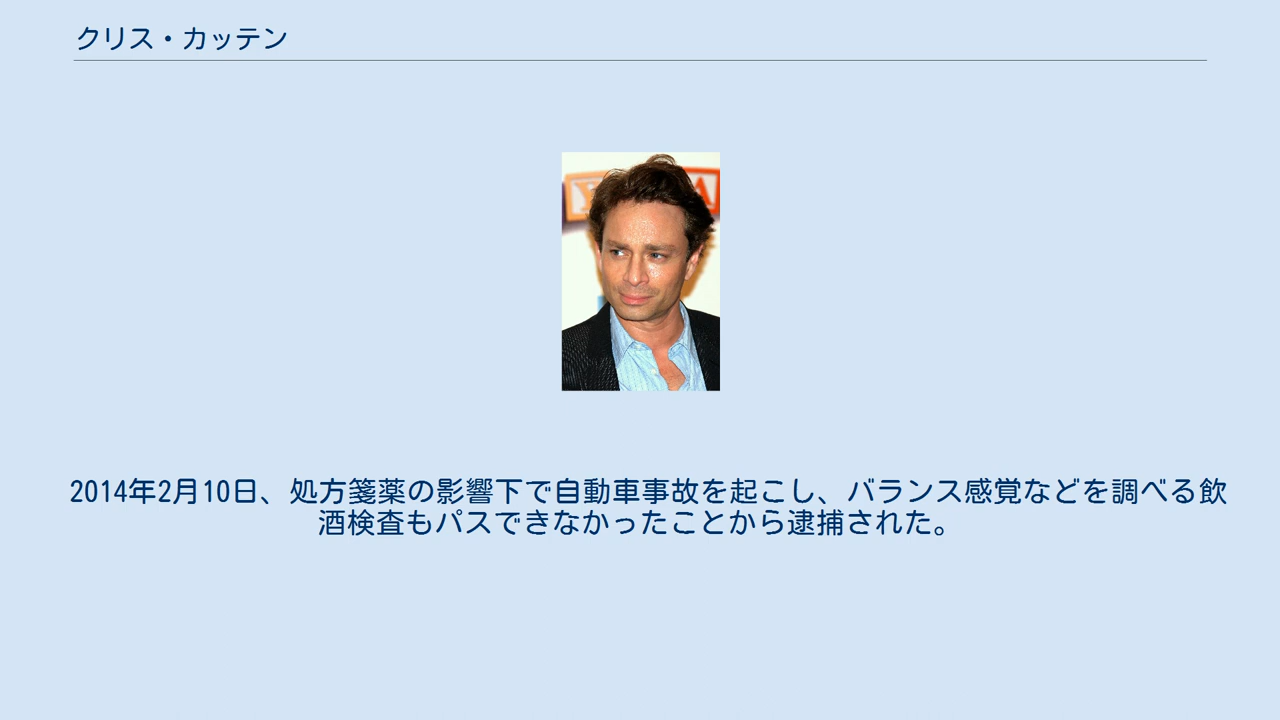 クリス・カッテン
2014年2月10日、処方箋薬の影響下で自動車事故を起こし、バランス感覚などを調べる飲
酒検査もパスできなかったことから逮捕された。